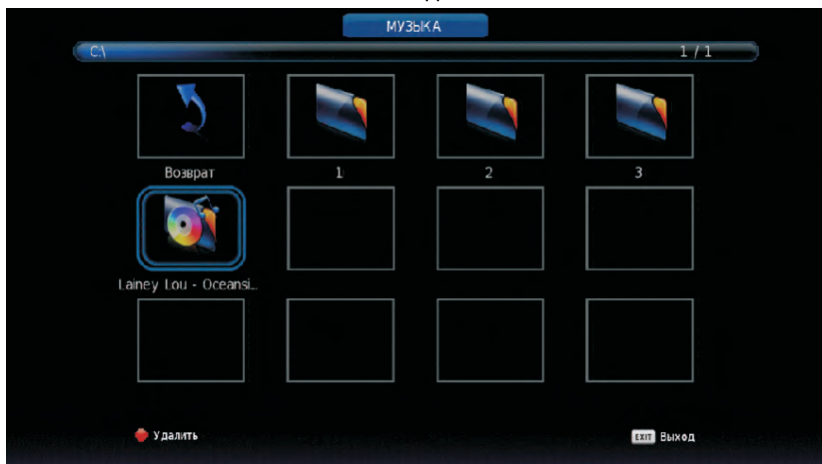 МУЗЫКА
C:\ 1 / 1
Возврат 1 2 3
Lainey Lou - Oceansi...
Удалить EXIT Выход